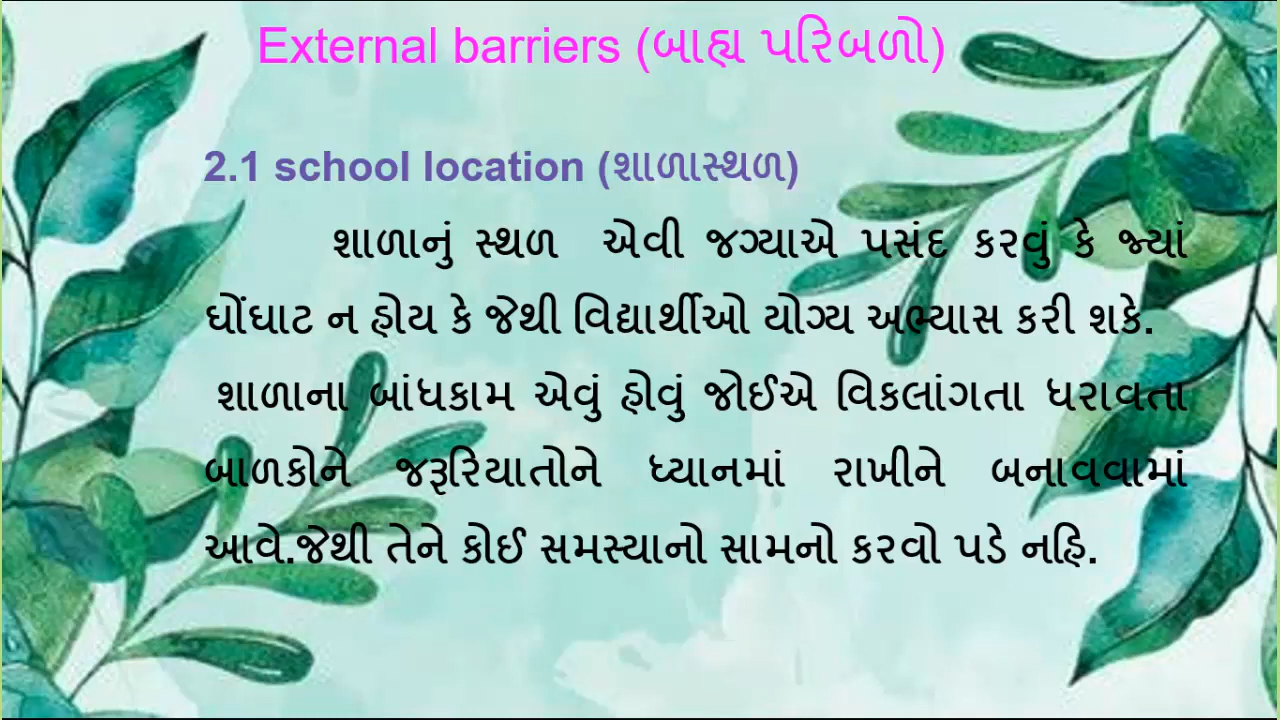 External barriers (બાહ્ય પરિબળો)
2.1 school location (શાળાસ્થળ)
શાળાનું સ્થળ એવી જગ્યાએ પસંદ કરવું કે જ્યાં
ઘોંઘાટ ન હોય કે જેથી વિદ્યાર્થીઓ યોગ્ય અભ્યાસ કરી શકે.
શાળાના બાંધકામ એવું હોવું જોઈએ વિકલાંગતા ધરાવતા
બાળકોને જરૂરિયાતોને ધ્યાનમાં રાખીને બનાવવામાં
આવે.જેથી તેને કોઈ સમસ્યાનો સામનો કરવો પડે નહિ.